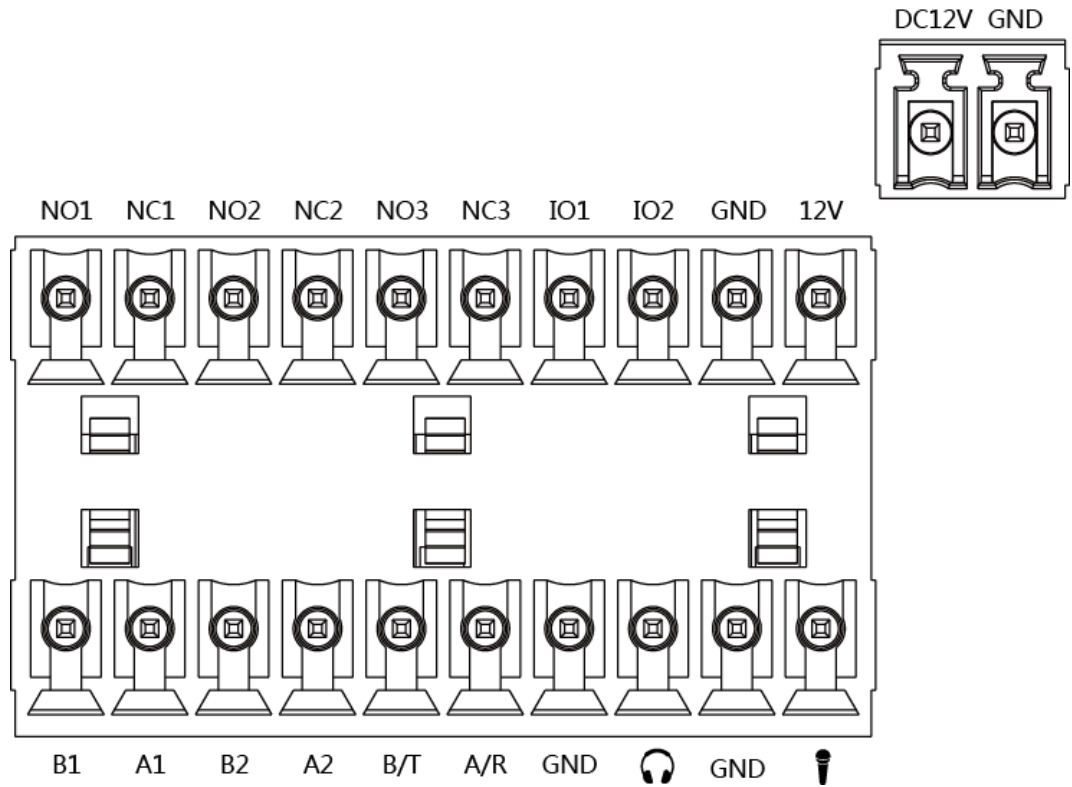 DC12V GND
NO1 NC1 NO2 NC2 NO3 NC3 IO1 IO2 GND 12V
B1 A1 B2 A2 B/T A/R GND GND